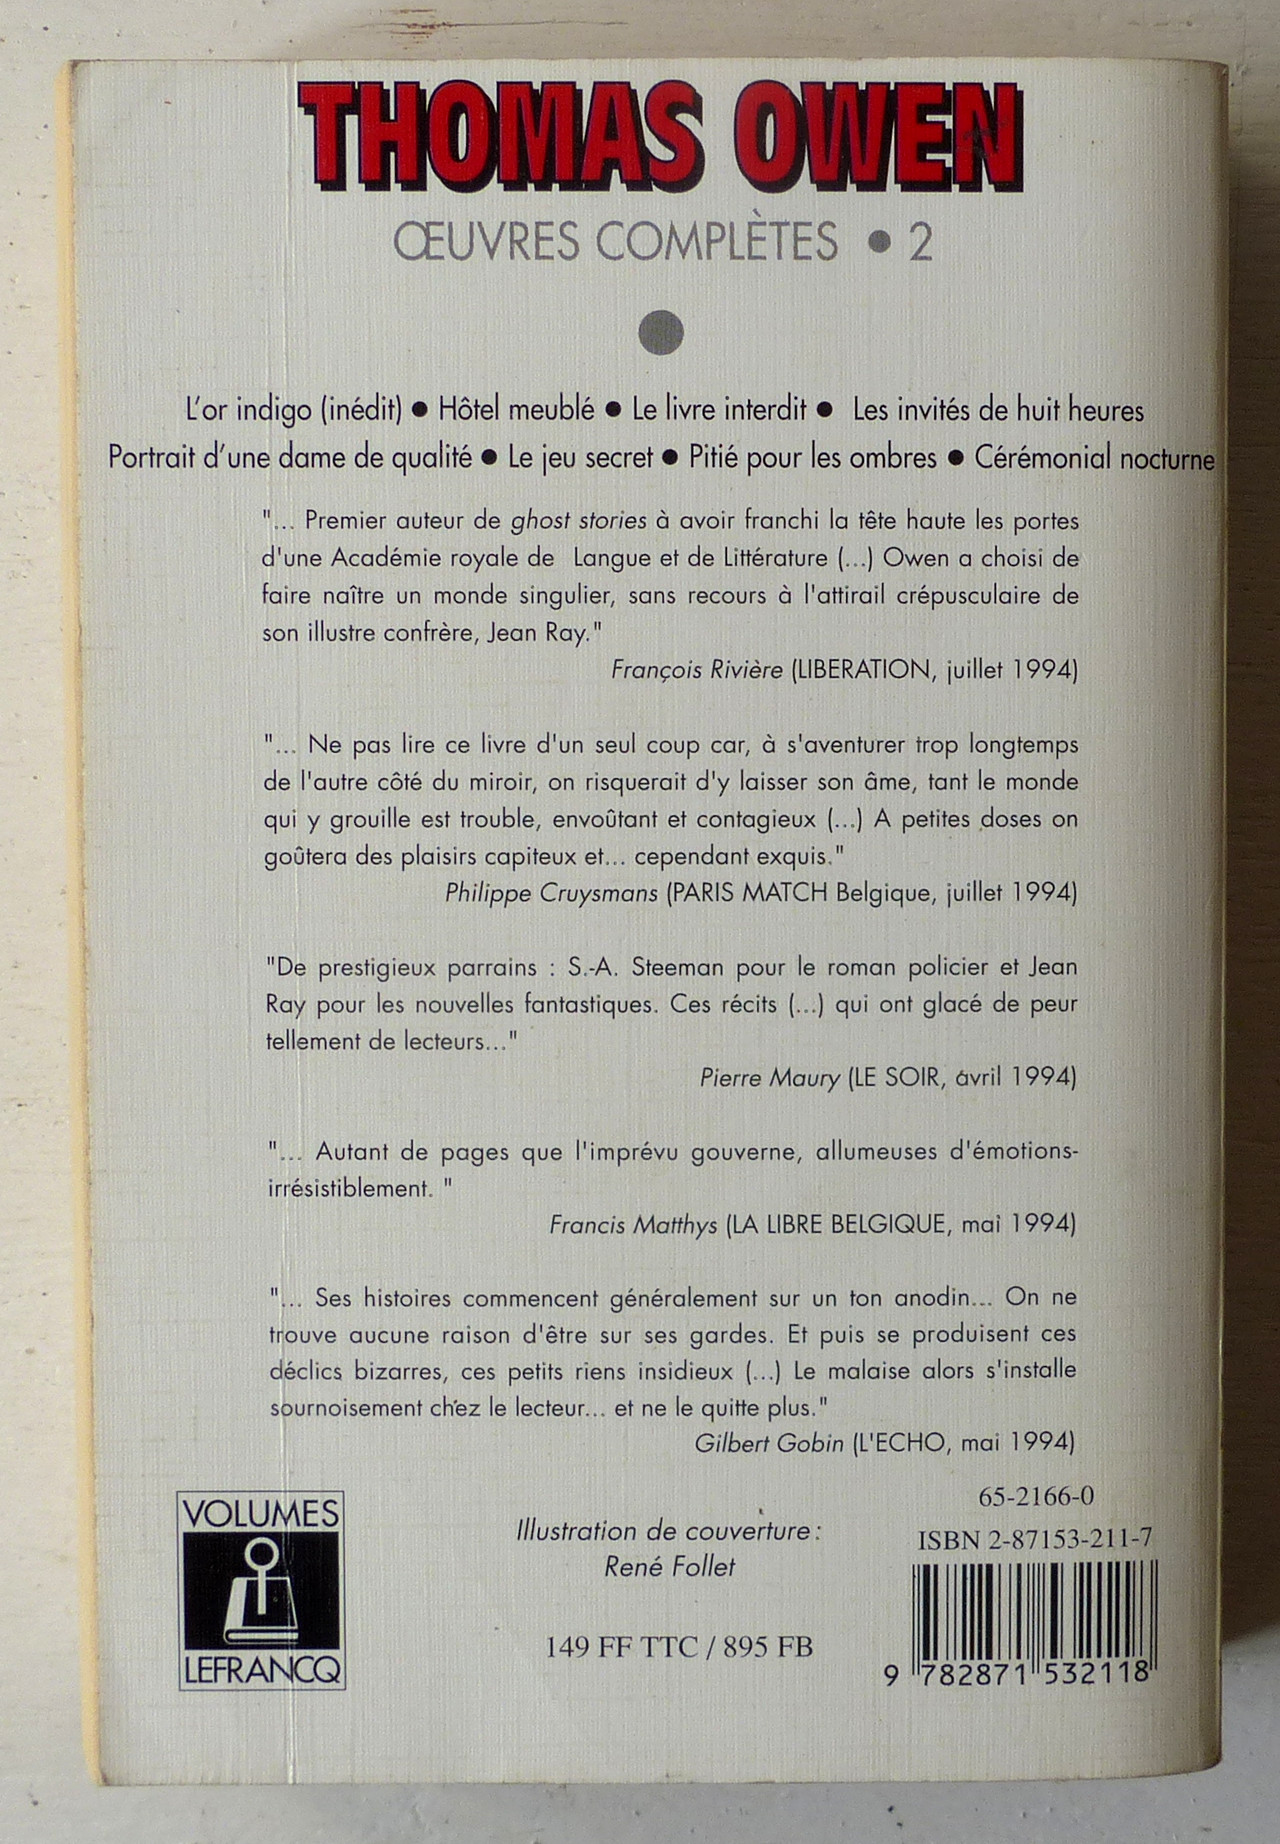 THOMAS OWEN
ŒUVRES COMPLÈTES • 2
L'or indigo (inédit) • Hôtel meublé • Le livre interdit • Les invités de huit heures
Portrait d'une dame de qualité • Le jeu secret • Pitié pour les ombres • Cérémonial nocturne
"... Premier auteur de ghost stories à avoir franchi la tête haute les portes
d'une Académie royale de Langue et de Littérature (...) Owen a choisi de
faire naître un monde singulier, sans recours à l'attirail crépusculaire de
son illustre confrère, Jean Ray."
François Rivière (LIBERATION, juillet 1994)
"... Ne pas lire ce livre d'un seul coup car, à s'aventurer trop longtemps
de l'autre côté du miroir, on risquerait d'y laisser son âme, tant le monde
qui y grouille est trouble, envoûtant et contagieux (...) A petites doses on
goûtera des plaisirs capiteux et... cependant exquis."
Philippe Cruysmans (PARIS MATCH Belgique, juillet 1994)
"De prestigieux parrains : S.-A. Steeman pour le roman policier et Jean
Ray pour les nouvelles fantastiques. Ces récits (...) qui ont glacé de peur
tellement de lecteurs..."
Pierre Maury (LE SOIR, avril 1994)
"... Autant de pages que l'imprévu gouverne, allumeuses d'émotions-
irrésistiblement. "
Francis Matthys (LA LIBRE BELGIQUE, mai 1994)
"... Ses histoires commencent généralement sur un ton anodin... On ne
trouve aucune raison d'être sur ses gardes. Et puis se produisent ces
déclics bizarres, ces petits riens insidieux (...) Le malaise alors s'installe
sournoisement chez le lecteur... et ne le quitte plus."
Gilbert Gobin (L'ECHO, mai 1994)
VOLUMES
LEFRANCQ
Illustration de couverture :
René Follet
149 FF TTC / 895 FB
65-2166-0
ISBN 2-87153-211-7
9 782871 532118